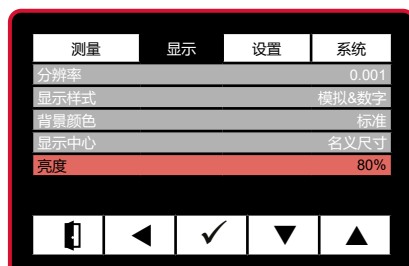 测量 显示 设置 系统
分辨率 0.001
显示样式 模拟&数字
背景颜色 标准
显示中心 名义尺寸
亮度 80%